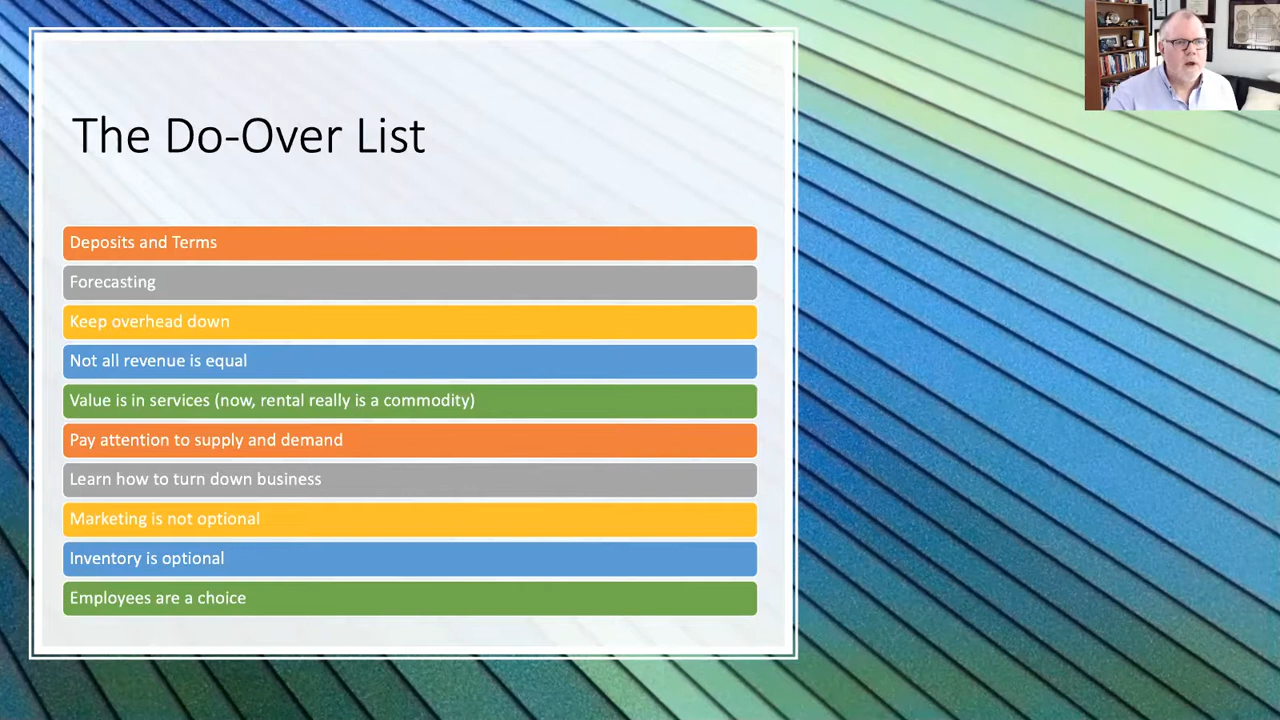 The Do-Over List
Deposits and Terms
Forecasting
Keep overhead down
Not all revenue is equal
Value is in services (now, rental really is a commodity)
Pay attention to supply and demand
Learn how to turn down business
Marketing is not optional
Inventory is optional
Employees are a choice